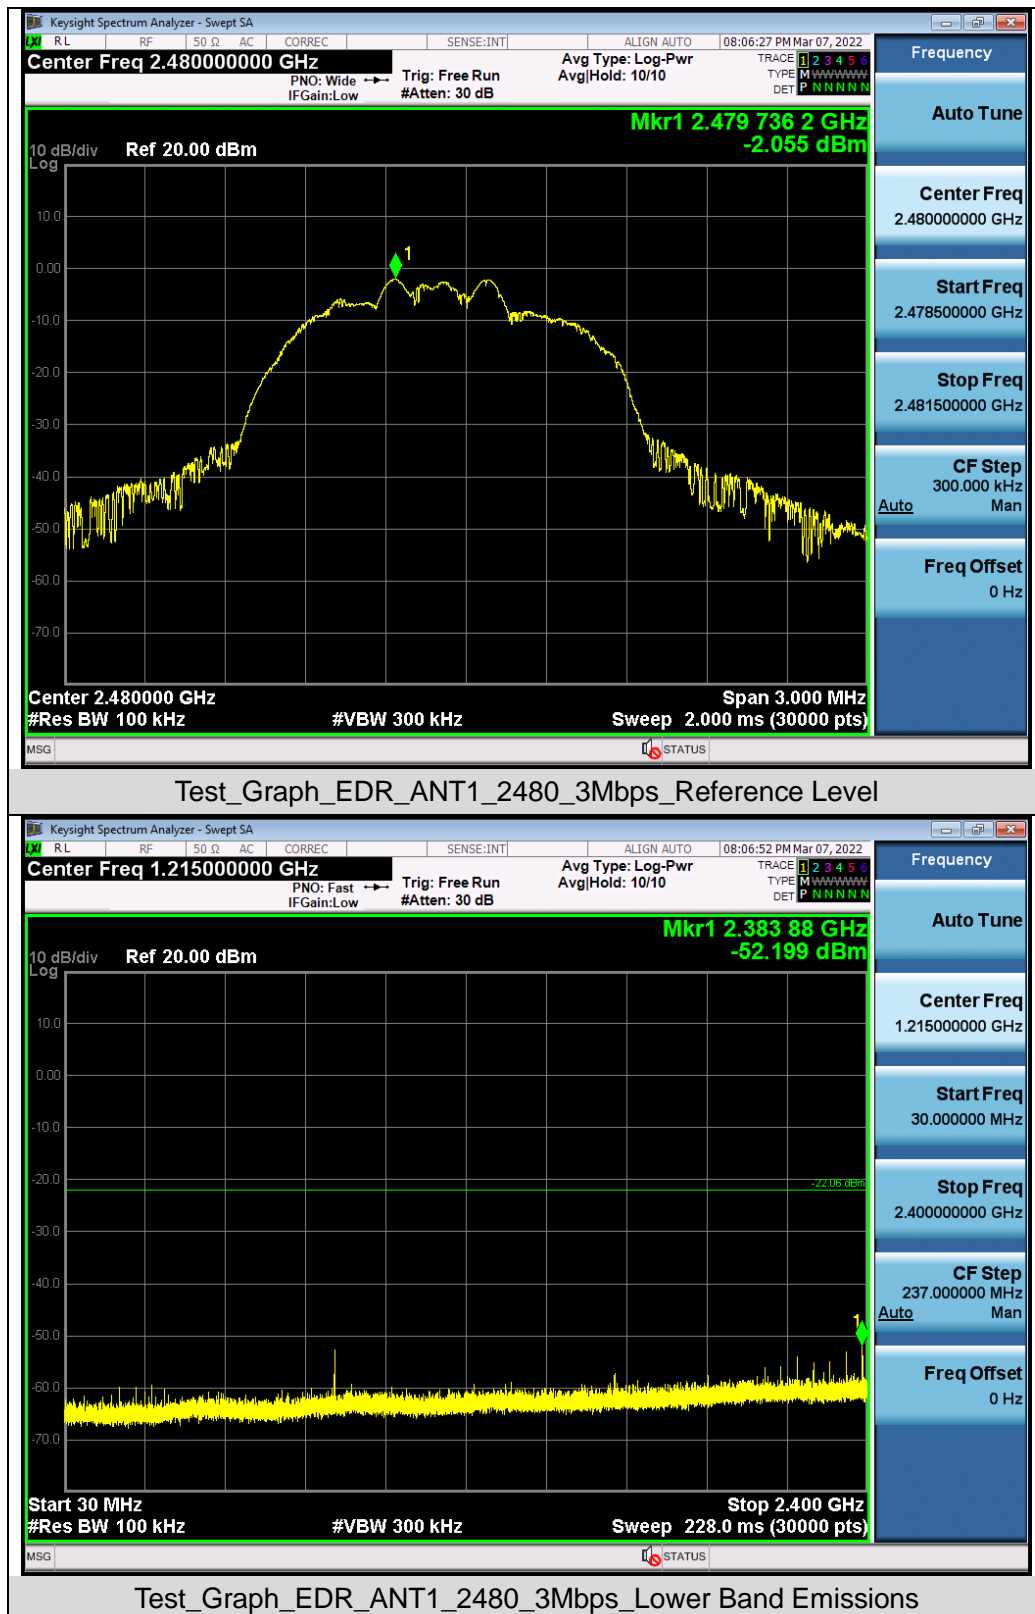 Keysight Spectrum Analyzer - Swept SA
LXI RL RF 50 Ω AC CORREC SENSE:INT ALIGN AUTO 08:06:27 PM Mar 07, 2022
Center Freq 2.480000000 GHz
PNO: Wide
IFGain:Low
Trig: Free Run
#Atten: 30 dB
Avg Type: Log-Pwr
Avg|Hold: 10/10
TRACE 1 2 3 4 5 6
TYPE M WWWWW
DET P N N N N N
Mkr1 2.479 736 2 GHz
-2.055 dBm
10 dB/div Ref 20.00 dBm
Log
10.0
0.00
1
-10.0
-20.0
-30.0
-40.0
-50.0
-60.0
-70.0
Center 2.480000 GHz Span 3.000 MHz
#Res BW 100 kHz #VBW 300 kHz Sweep 2.000 ms (30000 pts)
MSG STATUS
Frequency
Auto Tune
Center Freq
2.480000000 GHz
Start Freq
2.478500000 GHz
Stop Freq
2.481500000 GHz
CF Step
300.000 kHz
Auto Man
Freq Offset
0 Hz
Test_Graph_EDR_ANT1_2480_3Mbps_Reference Level
Keysight Spectrum Analyzer - Swept SA
LXI RL RF 50 Ω AC CORREC SENSE:INT ALIGN AUTO 08:06:52 PM Mar 07, 2022
Center Freq 1.215000000 GHz
PNO: Fast
IFGain:Low
Trig: Free Run
#Atten: 30 dB
Avg Type: Log-Pwr
Avg|Hold: 10/10
TRACE 1 2 3 4 5 6
TYPE M WWWWW
DET P N N N N N
Mkr1 2.383 88 GHz
-52.199 dBm
10 dB/div Ref 20.00 dBm
Log
10.0
0.00
-10.0
-20.0
-22.06 dBm
-30.0
-40.0
1
-50.0
-60.0
-70.0
Start 30 MHz Stop 2.400 GHz
#Res BW 100 kHz #VBW 300 kHz Sweep 228.0 ms (30000 pts)
MSG STATUS
Frequency
Auto Tune
Center Freq
1.215000000 GHz
Start Freq
30.000000 MHz
Stop Freq
2.400000000 GHz
CF Step
237.000000 MHz
Auto Man
Freq Offset
0 Hz
Test_Graph_EDR_ANT1_2480_3Mbps_Lower Band Emissions